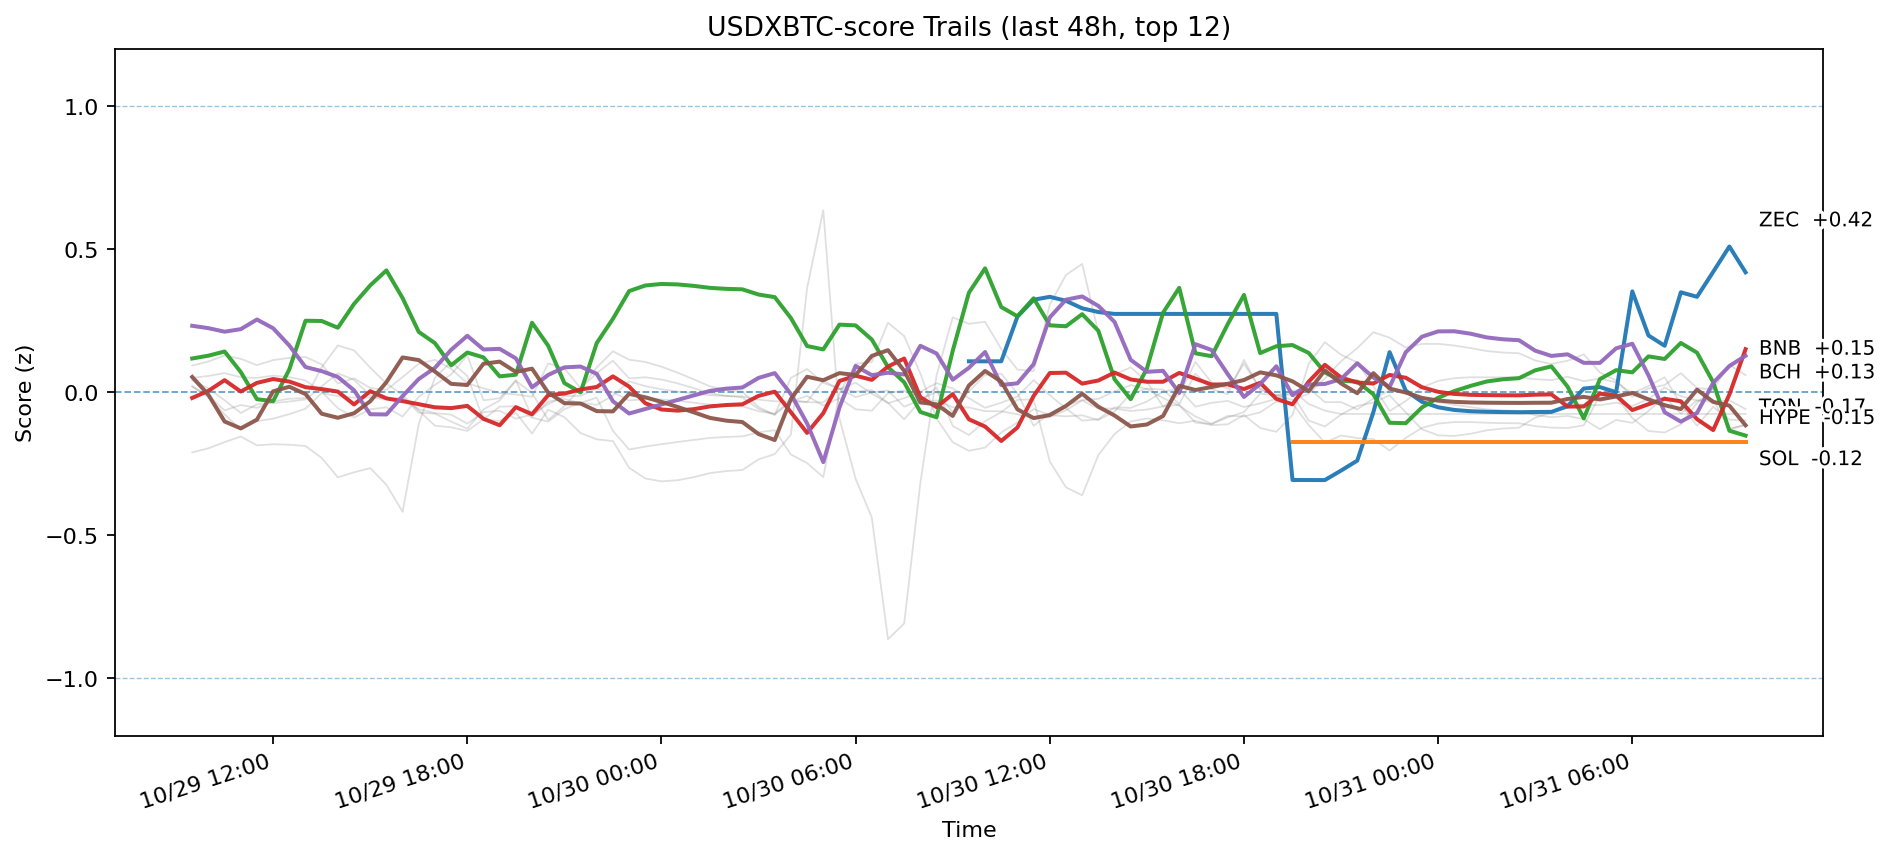 USDXBTC-score Trails (last 48h, top 12)
Score (z)
1.0
0.5
0.0
−0.5
−1.0
ZEC +0.42
BNB +0.15
BCH +0.13
TON -0.17
HYPE -0.15
SOL -0.12
10/29 12:00
10/29 18:00
10/30 00:00
10/30 06:00
10/30 12:00
10/30 18:00
10/31 00:00
10/31 06:00
Time